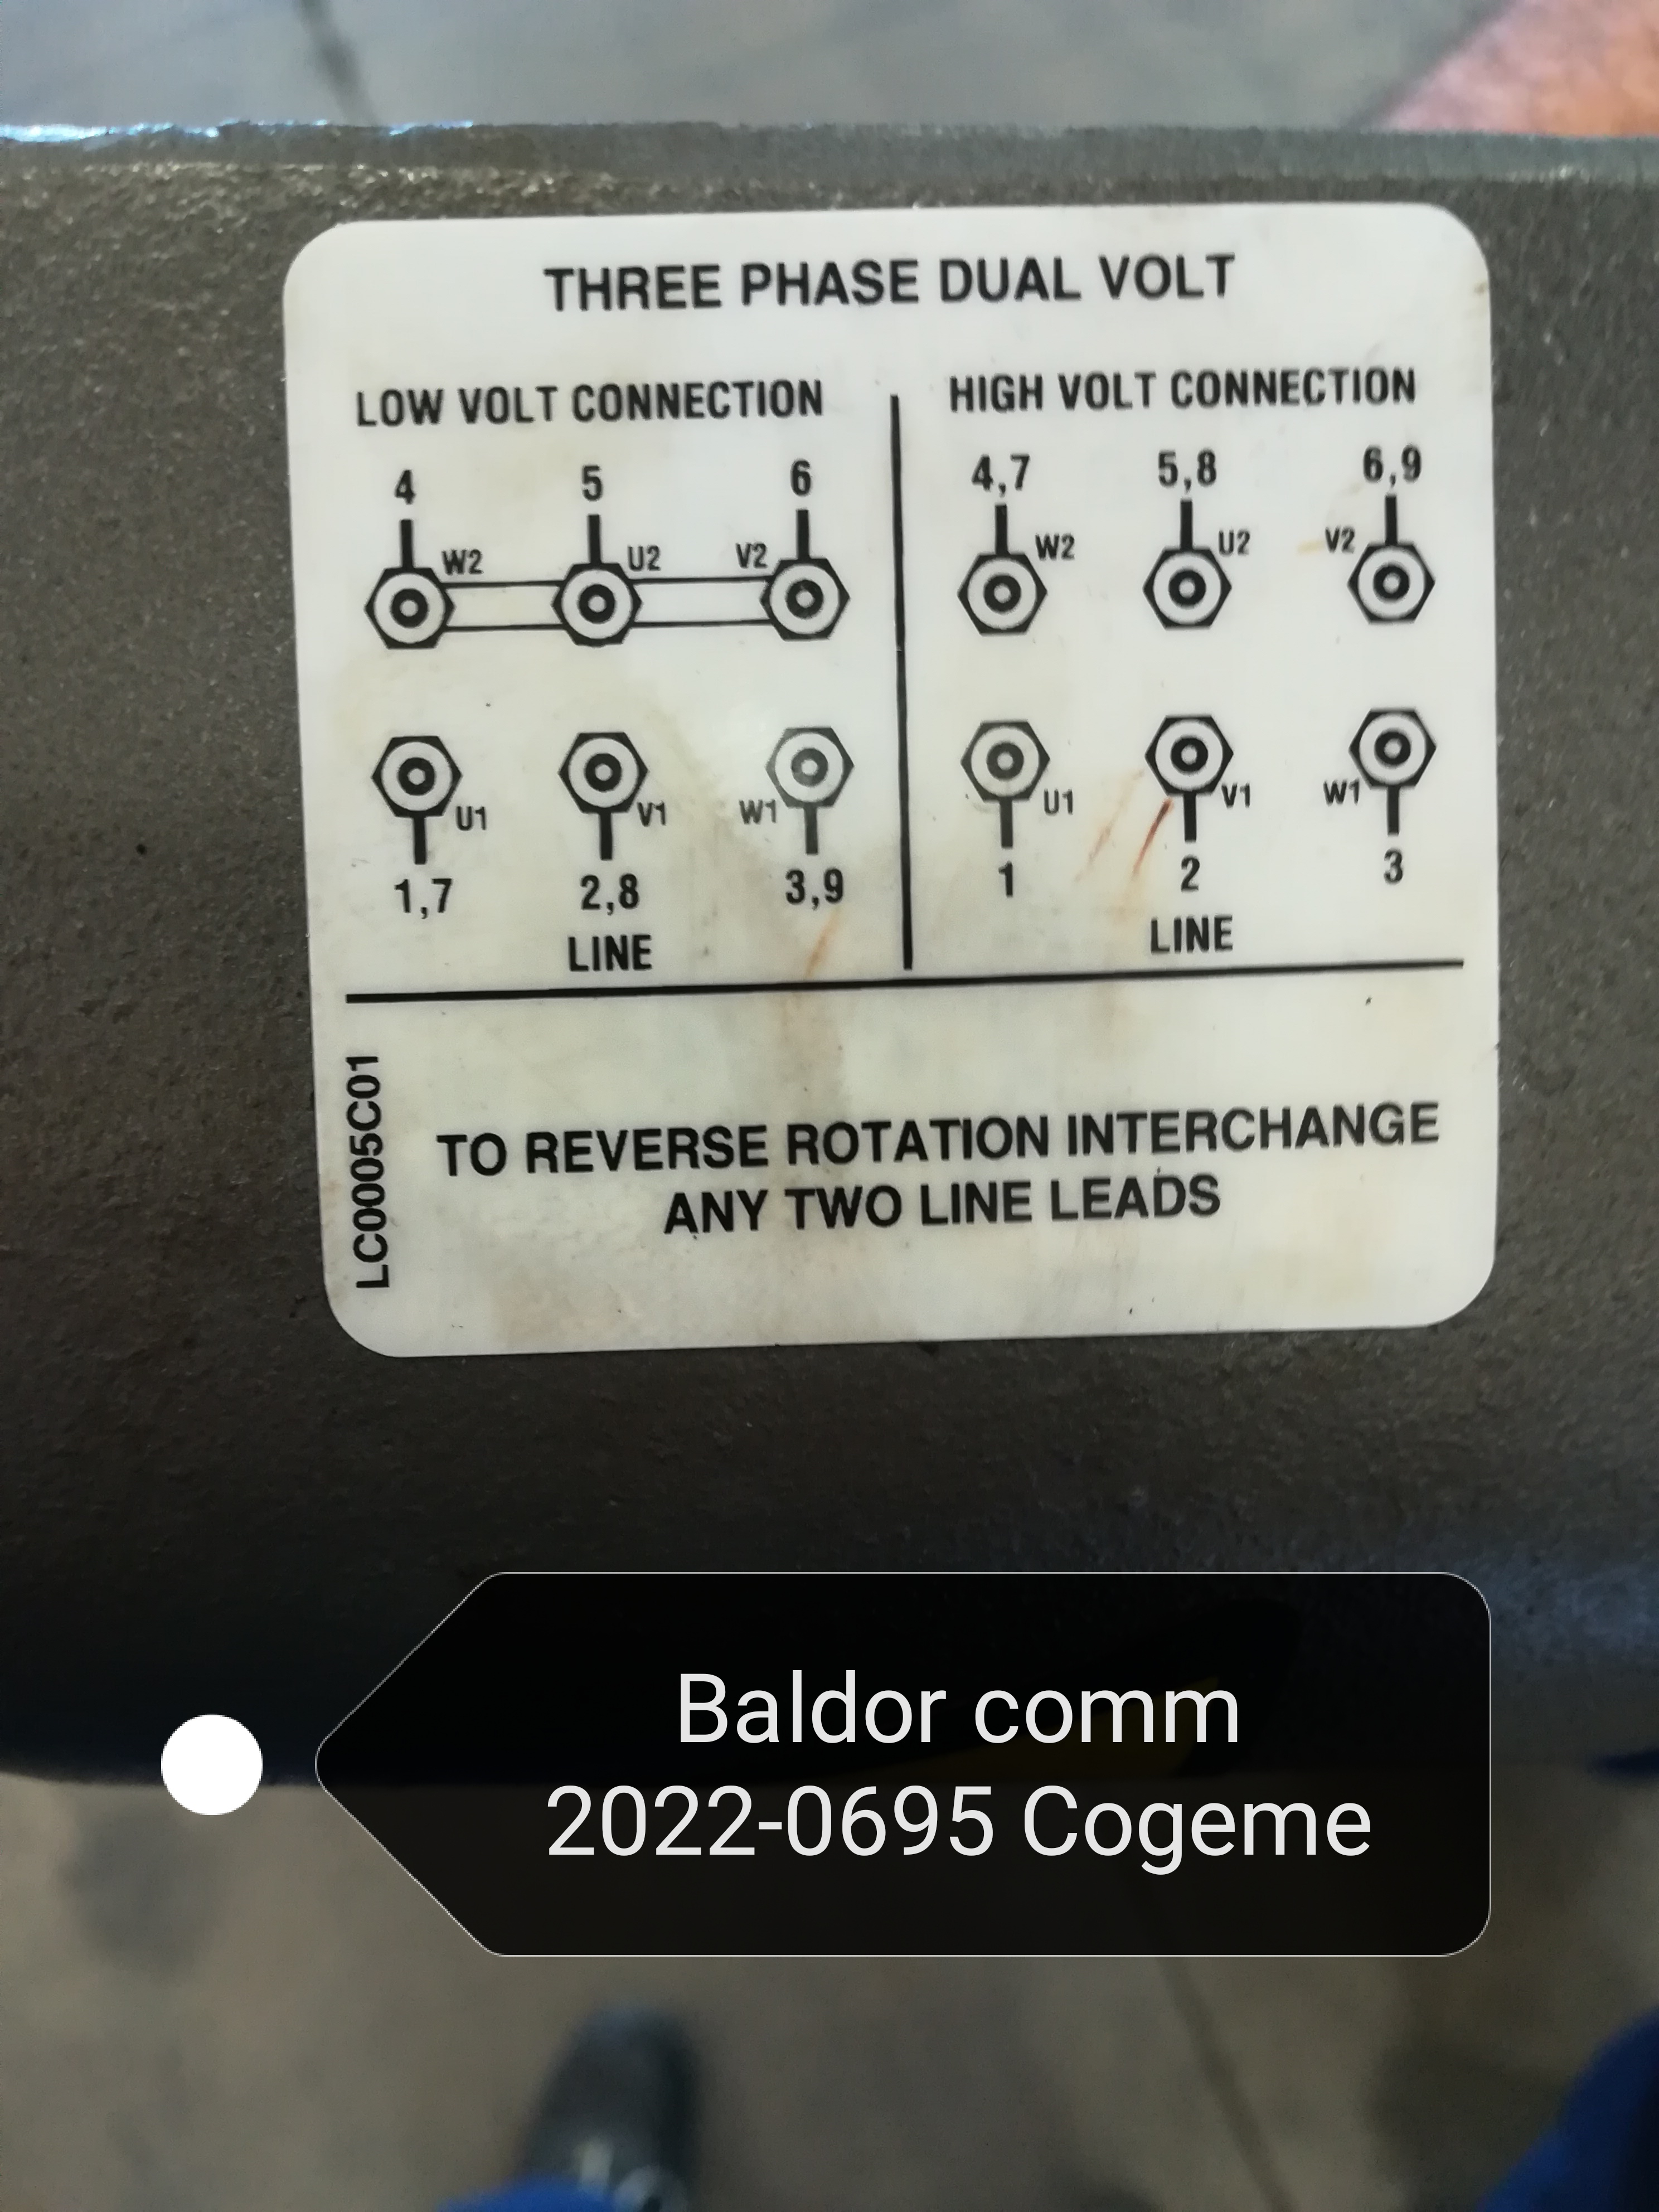 THREE PHASE DUAL VOLT
LOW VOLT CONNECTION
4 5 6
W2 U2 V2
U1 V1 W1
1,7 2,8 3,9
LINE
HIGH VOLT CONNECTION
4,7 5,8 6,9
W2 U2 V2
U1 V1 W1
1 2 3
LINE
LC0005C01
TO REVERSE ROTATION INTERCHANGE
ANY TWO LINE LEADS
Baldor comm
2022-0695 Cogeme